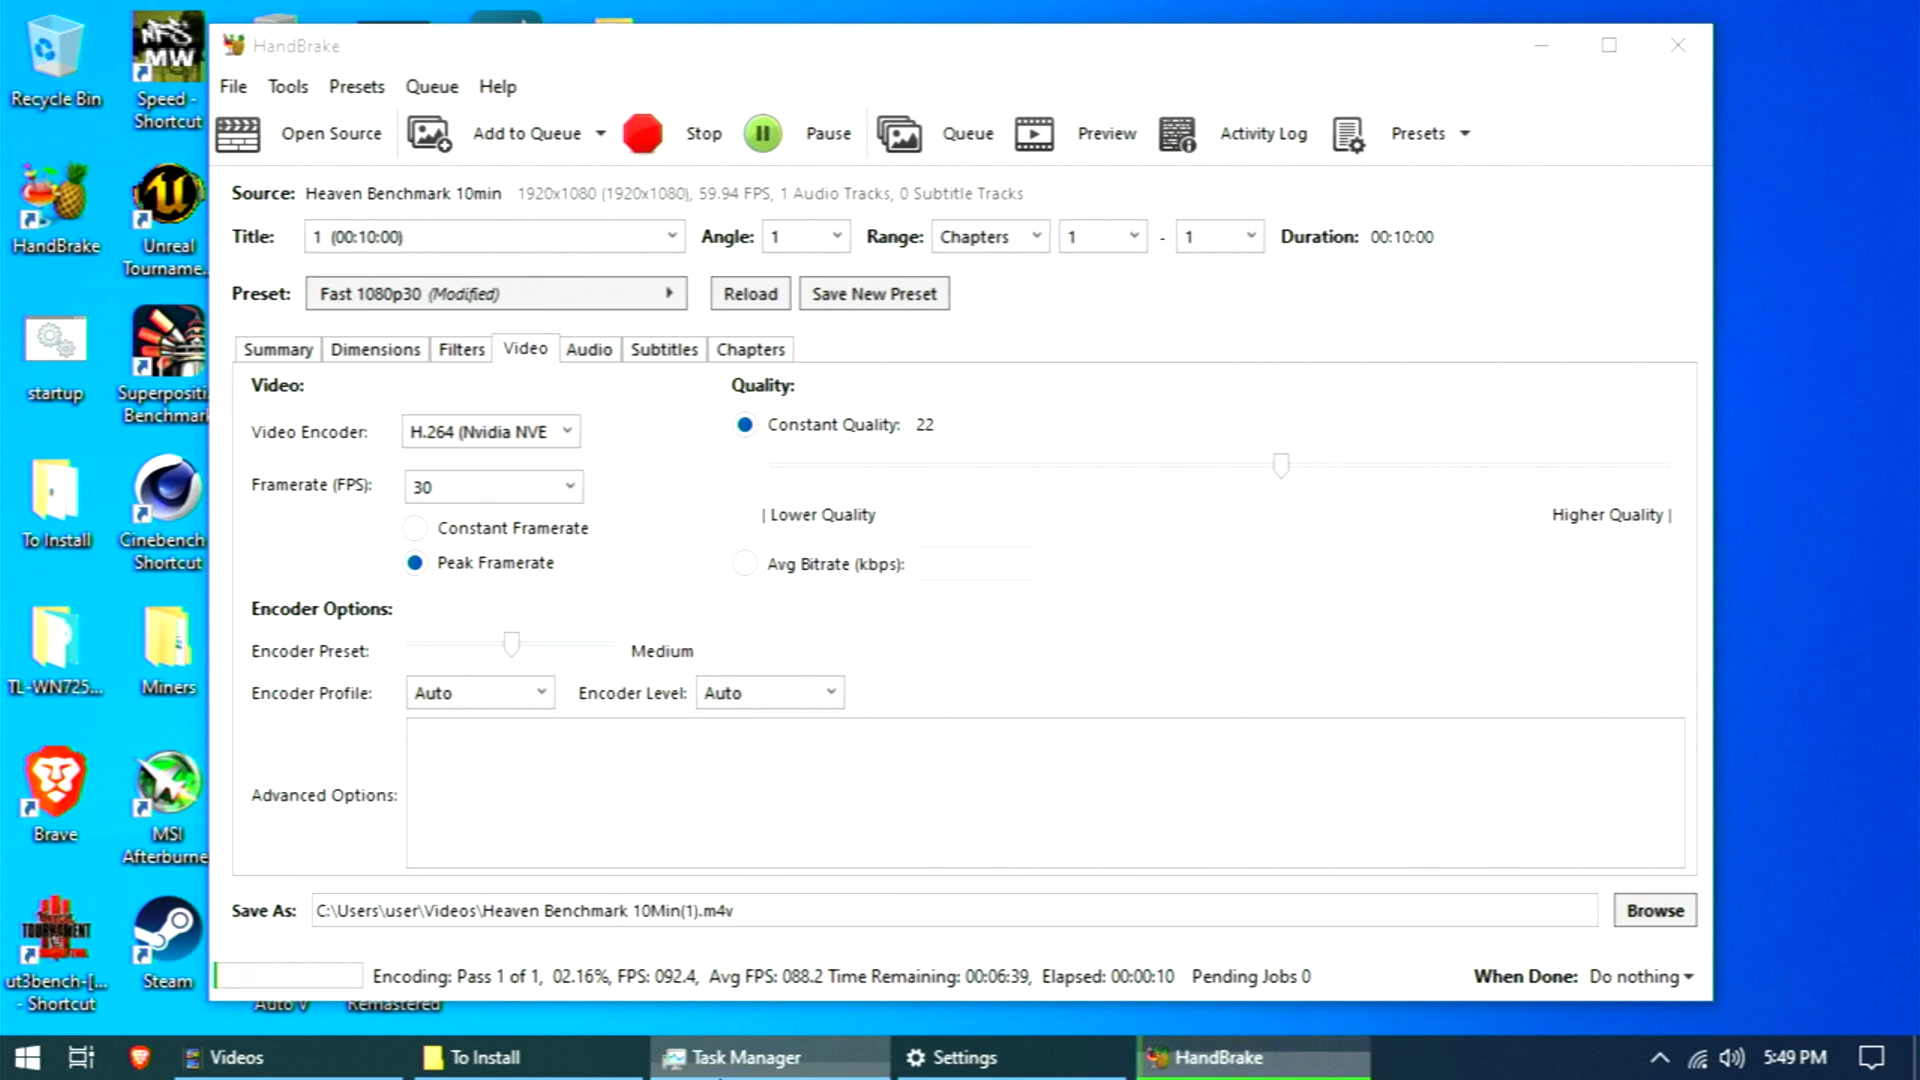 Recycle Bin
Speed -
Shortcut
HandBrake
Unreal
Tourname...
startup
Superpositi
Benchmark
To Install
Cinebench
Shortcut
TL-WN725...
Miners
Brave
MSI
Afterburne
ut3bench-[...
- Shortcut
Steam
NFS
MW
TOURNAMENT
HandBrake
File Tools Presets Queue Help
Open Source Add to Queue Stop Pause Queue Preview Activity Log Presets
Source: Heaven Benchmark 10min 1920x1080 (1920x1080), 59.94 FPS, 1 Audio Tracks, 0 Subtitle Tracks
Title: 1 (00:10:00) Angle: 1 Range: Chapters 1 - 1 Duration: 00:10:00
Preset: Fast 1080p30 (Modified) Reload Save New Preset
Summary Dimensions Filters Video Audio Subtitles Chapters
Video: Quality:
Video Encoder: H.264 (Nvidia NVE Constant Quality: 22
Framerate (FPS): 30
| Lower Quality Higher Quality |
Constant Framerate
Peak Framerate Avg Bitrate (kbps):
Encoder Options:
Encoder Preset: Medium
Encoder Profile: Auto Encoder Level: Auto
Advanced Options:
Save As: C:\Users\user\Videos\Heaven Benchmark 10Min(1).m4v Browse
Encoding: Pass 1 of 1, 02.16%, FPS: 092.4, Avg FPS: 088.2 Time Remaining: 00:06:39, Elapsed: 00:00:10 Pending Jobs 0 When Done: Do nothing
Auto V Remastered
Videos To Install Task Manager Settings HandBrake 5:49 PM